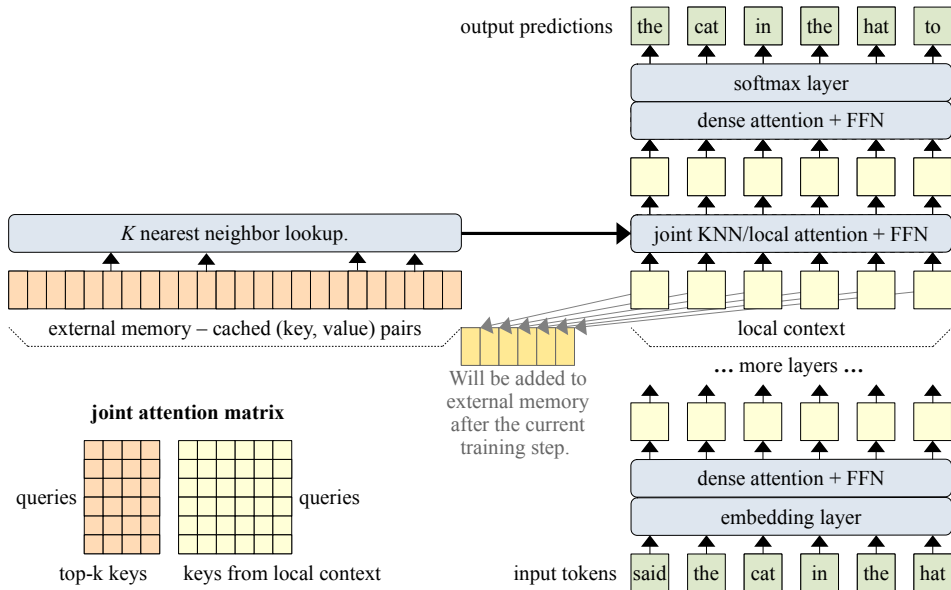 output predictions the cat in the hat to
softmax layer
dense attention + FFN
K nearest neighbor lookup.
joint KNN/local attention + FFN
external memory – cached (key, value) pairs
local context
Will be added to
external memory
after the current
training step.
... more layers ...
joint attention matrix
queries
queries
top-k keys
keys from local context
dense attention + FFN
embedding layer
input tokens said the cat in the hat